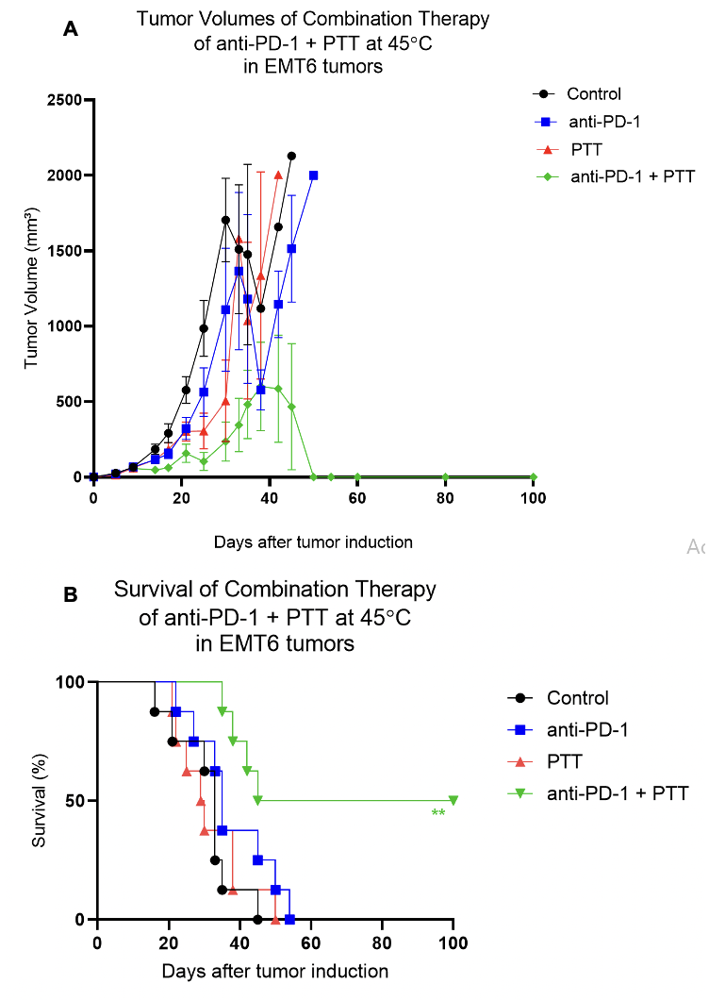 A
Tumor Volumes of Combination Therapy
of anti-PD-1 + PTT at 45°C
in EMT6 tumors
Control
anti-PD-1
PTT
anti-PD-1 + PTT
Tumor Volume (mm³)
2500
2000
1500
1000
500
0
0 20 40 60 80 100
Days after tumor induction
Ac
B
Survival of Combination Therapy
of anti-PD-1 + PTT at 45°C
in EMT6 tumors
Control
anti-PD-1
PTT
anti-PD-1 + PTT
Survival (%)
100
50
0
**
0 20 40 60 80 100
Days after tumor induction